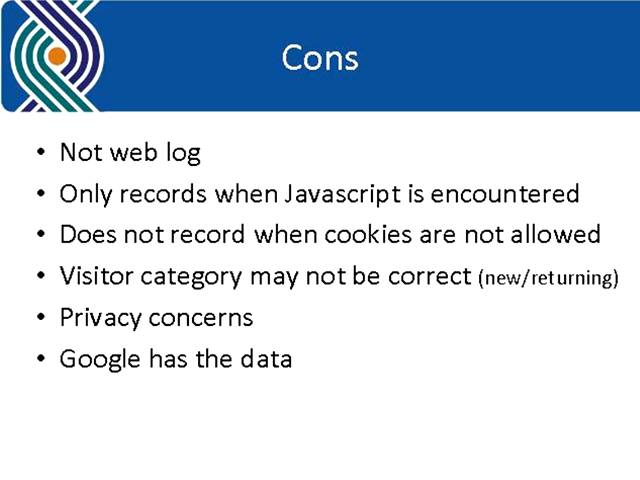 Cons
• Not web log
• Only records when Javascript is encountered
• Does not record when cookies are not allowed
• Visitor category may not be correct (new/returning)
• Privacy concerns
• Google has the data